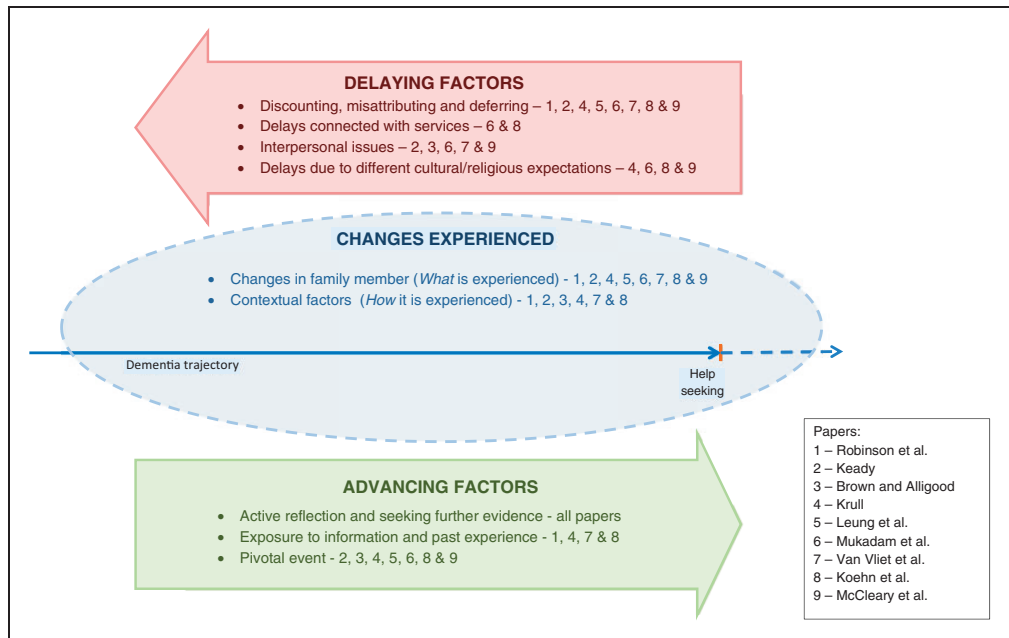 DELAYING FACTORS
• Discounting, misattributing and deferring – 1, 2, 4, 5, 6, 7, 8 & 9
• Delays connected with services – 6 & 8
• Interpersonal issues – 2, 3, 6, 7 & 9
• Delays due to different cultural/religious expectations – 4, 6, 8 & 9
CHANGES EXPERIENCED
• Changes in family member (What is experienced) - 1, 2, 4, 5, 6, 7, 8 & 9
• Contextual factors (How it is experienced) - 1, 2, 3, 4, 7 & 8
Dementia trajectory
Help
seeking
ADVANCING FACTORS
• Active reflection and seeking further evidence - all papers
• Exposure to information and past experience - 1, 4, 7 & 8
• Pivotal event - 2, 3, 4, 5, 6, 8 & 9
Papers:
1 – Robinson et al.
2 – Keady
3 – Brown and Alligood
4 – Krull
5 – Leung et al.
6 – Mukadam et al.
7 – Van Vliet et al.
8 – Koehn et al.
9 – McCleary et al.